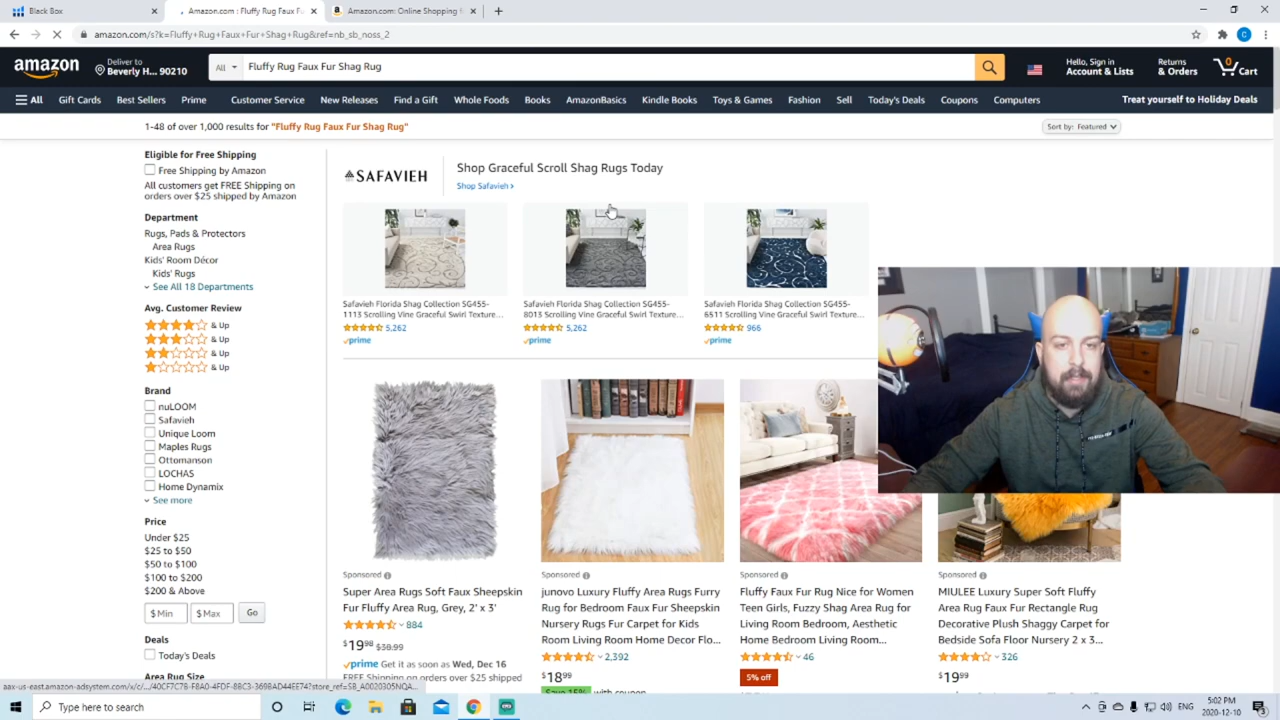 Black Box
Amazon.com : Fluffy Rug Faux Fu
Amazon.com: Online Shopping f
amazon.com/s?k=Fluffy+Rug+Faux+Fur+Shag+Rug&ref=nb_sb_noss_2
C
amazon
Deliver to
Beverly H... 90210
All
Fluffy Rug Faux Fur Shag Rug
Hello, Sign in
Account & Lists
Returns
& Orders
0
Cart
All
Gift Cards
Best Sellers
Prime
Customer Service
New Releases
Find a Gift
Whole Foods
Books
AmazonBasics
Kindle Books
Toys & Games
Fashion
Sell
Today's Deals
Coupons
Computers
Treat yourself to Holiday Deals
1-48 of over 1,000 results for "Fluffy Rug Faux Fur Shag Rug"
Sort by: Featured
Eligible for Free Shipping
Free Shipping by Amazon
All customers get FREE Shipping on
orders over $25 shipped by Amazon
Department
Rugs, Pads & Protectors
Area Rugs
Kids' Room Décor
Kids' Rugs
See All 18 Departments
Avg. Customer Review
& Up
& Up
& Up
& Up
Brand
nuLOOM
Safavieh
Unique Loom
Maples Rugs
Ottomanson
LOCHAS
Home Dynamix
See more
Price
Under $25
$25 to $50
$50 to $100
$100 to $200
$200 & Above
$ Min
$ Max
Go
Deals
Today's Deals
Area Rug Size
SAFAVIEH
Shop Graceful Scroll Shag Rugs Today
Shop Safavieh ›
Safavieh Florida Shag Collection SG455-
1113 Scrolling Vine Graceful Swirl Texture...
5,262
prime
Safavieh Florida Shag Collection SG455-
8013 Scrolling Vine Graceful Swirl Texture...
5,262
prime
Safavieh Florida Shag Collection SG455-
6511 Scrolling Vine Graceful Swirl Texture...
966
prime
Sponsored
Super Area Rugs Soft Faux Sheepskin
Fur Fluffy Area Rug, Grey, 2' x 3'
884
$1998 $38.99
prime Get it as soon as Wed, Dec 16
FREE Shipping on orders over $25 shipped
Sponsored
junovo Luxury Fluffy Area Rugs Furry
Rug for Bedroom Faux Fur Sheepskin
Nursery Rugs Fur Carpet for Kids
Room Living Room Home Decor Flo...
2,392
$1899
Save 15% with coupon
Sponsored
Fluffy Faux Fur Rug Nice for Women
Teen Girls, Fuzzy Shag Area Rug for
Living Room Bedroom, Aesthetic
Home Bedroom Living Room...
46
5% off
Sponsored
MIULEE Luxury Super Soft Fluffy
Area Rug Faux Fur Rectangle Rug
Decorative Plush Shaggy Carpet for
Bedside Sofa Floor Nursery 2 x 3...
326
$1999
Type here to search
5:02 PM
2020-12-10
3